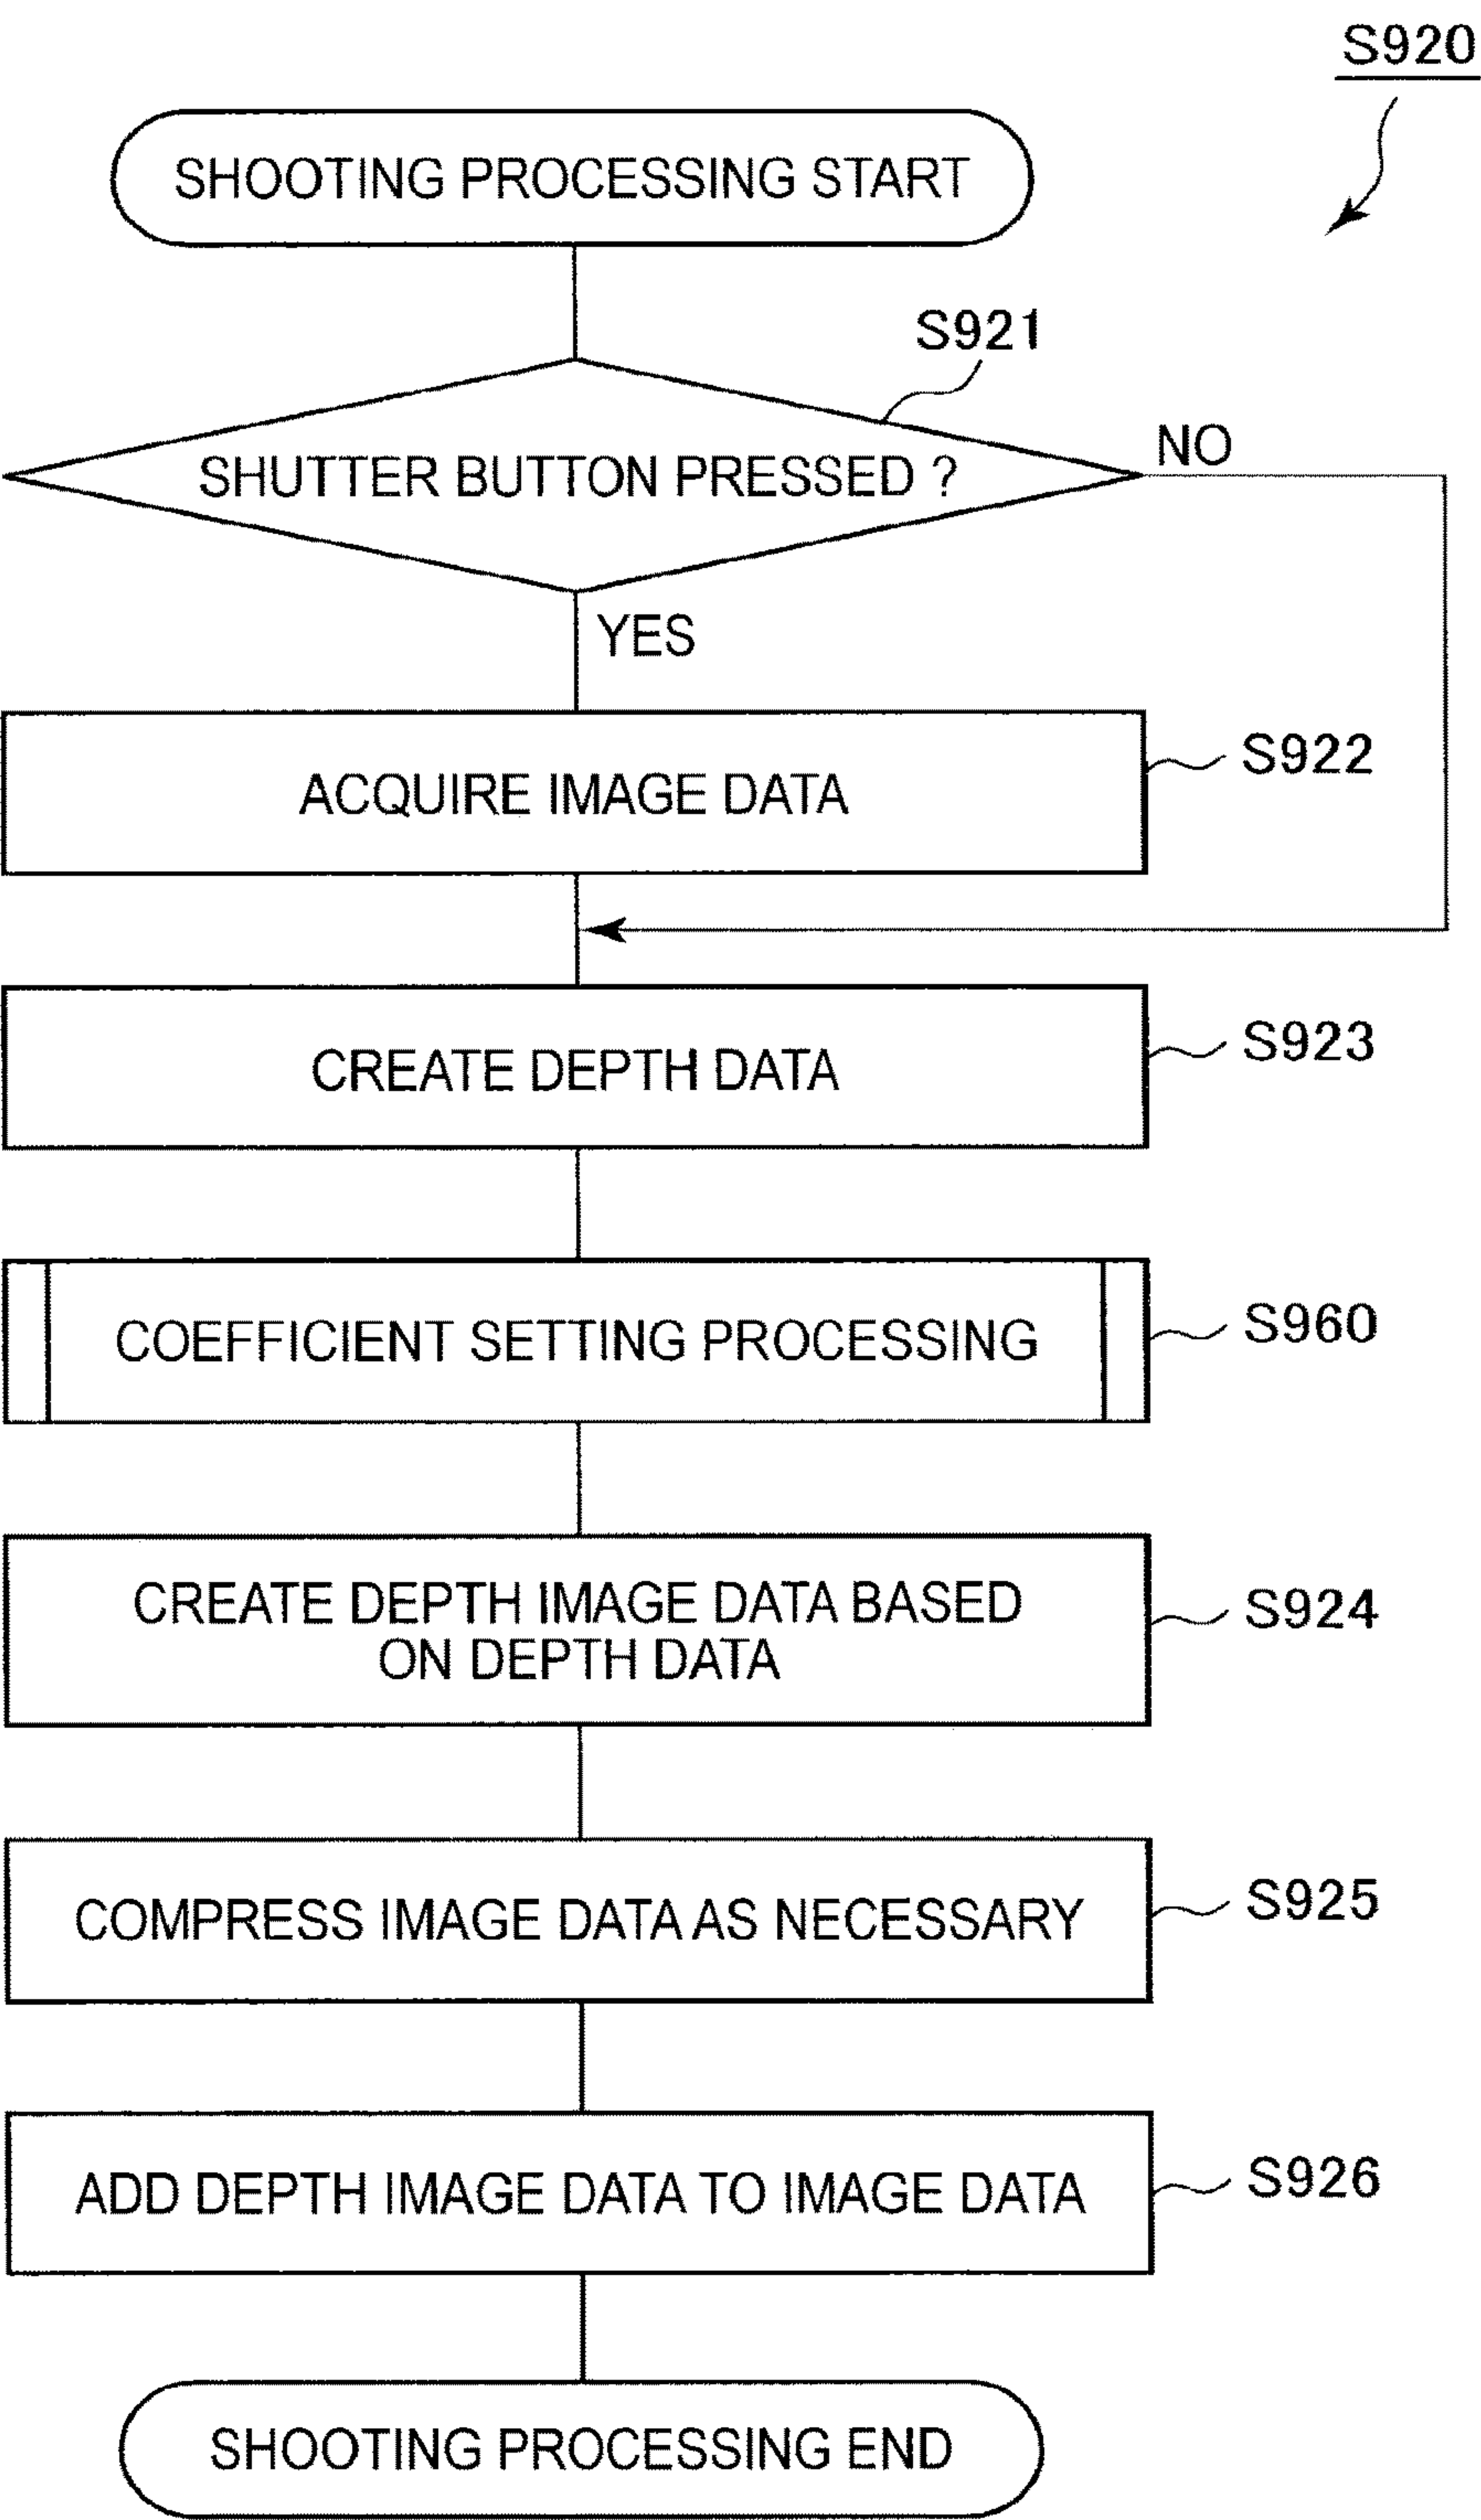 S920
SHOOTING PROCESSING START
S921
SHUTTER BUTTON PRESSED ?
NO
YES
ACQUIRE IMAGE DATA
S922
CREATE DEPTH DATA
S923
COEFFICIENT SETTING PROCESSING
S960
CREATE DEPTH IMAGE DATA BASED
ON DEPTH DATA
S924
COMPRESS IMAGE DATA AS NECESSARY
S925
ADD DEPTH IMAGE DATA TO IMAGE DATA
S926
SHOOTING PROCESSING END